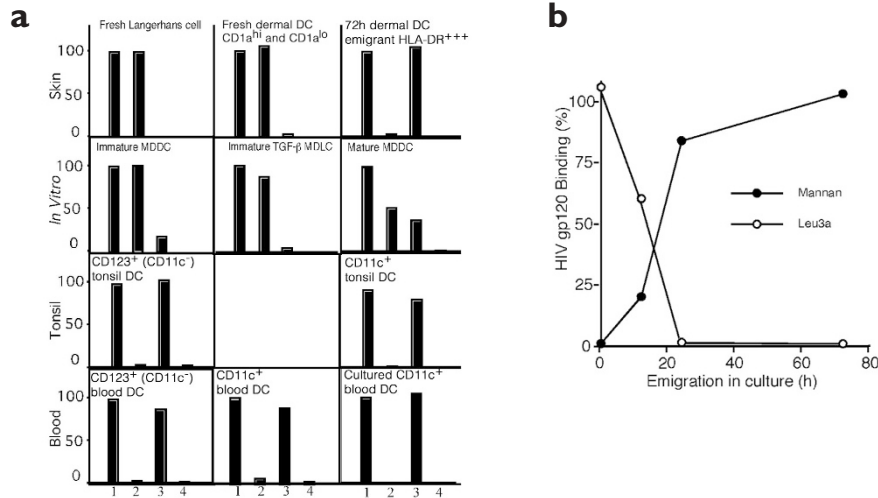 a
Fresh Langerhans cell
Fresh dermal DC
CD1a^hi and CD1a^lo
72h dermal DC
emigrant HLA-DR+++
Skin
100
50
0
Immature MDDC
Immature TGF-β MDLC
Mature MDDC
In Vitro
100
50
0
CD123+ (CD11c-)
tonsil DC
CD11c+
tonsil DC
Tonsil
100
50
0
CD123+ (CD11c-)
blood DC
CD11c+
blood DC
Cultured CD11c+
blood DC
Blood
100
50
0
1 2 3 4 1 2 3 4 1 2 3 4
b
HIV gp120 Binding (%)
100
75
50
25
0
Mannan
Leu3a
0 20 40 60 80
Emigration in culture (h)